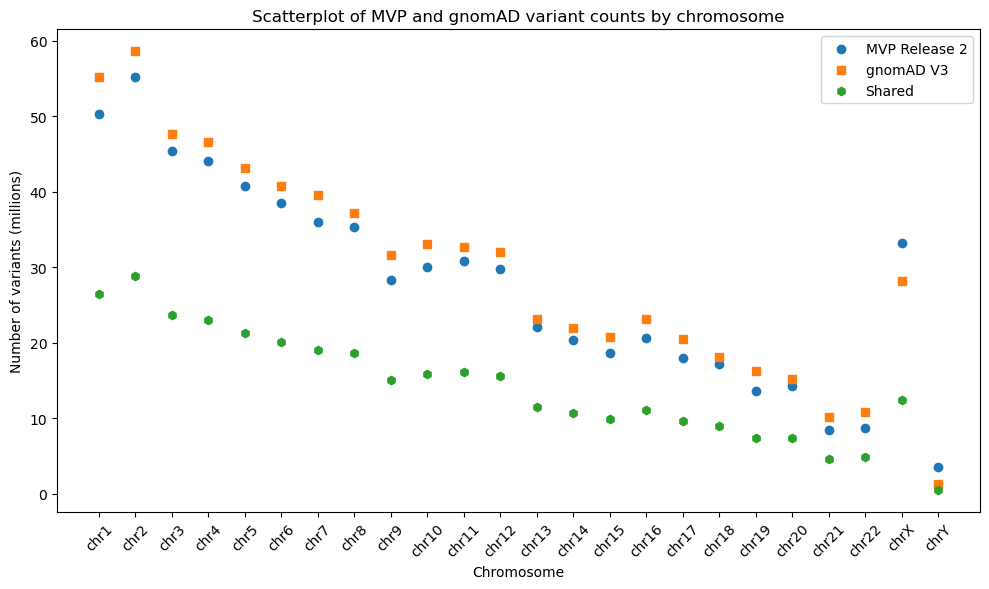 Scatterplot of MVP and gnomAD variant counts by chromosome
MVP Release 2
gnomAD V3
Shared
Number of variants (millions)
60
50
40
30
20
10
0
chr1
chr2
chr3
chr4
chr5
chr6
chr7
chr8
chr9
chr10
chr11
chr12
chr13
chr14
chr15
chr16
chr17
chr18
chr19
chr20
chr21
chr22
chrX
chrY
Chromosome